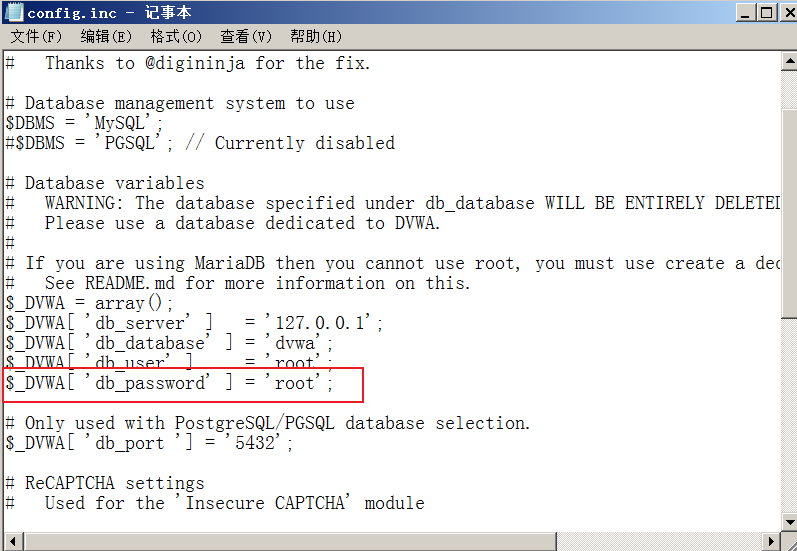 config.inc - 记事本
文件(F) 编辑(E) 格式(O) 查看(V) 帮助(H)
#   Thanks to @digininja for the fix.
# Database management system to use
$DBMS = 'MySQL';
#$DBMS = 'PGSQL'; // Currently disabled
# Database variables
#   WARNING: The database specified under db_database WILL BE ENTIRELY DELETED
#   Please use a database dedicated to DVWA.
#
# If you are using MariaDB then you cannot use root, you must use create a dec
#   See README.md for more information on this.
$_DVWA = array();
$_DVWA[ 'db_server' ]   = '127.0.0.1';
$_DVWA[ 'db_database' ] = 'dvwa';
$_DVWA[ 'db_user' ]     = 'root';
$_DVWA[ 'db_password' ] = 'root';
# Only used with PostgreSQL/PGSQL database selection.
$_DVWA[ 'db_port '] = '5432';
# ReCAPTCHA settings
#   Used for the 'Insecure CAPTCHA' module